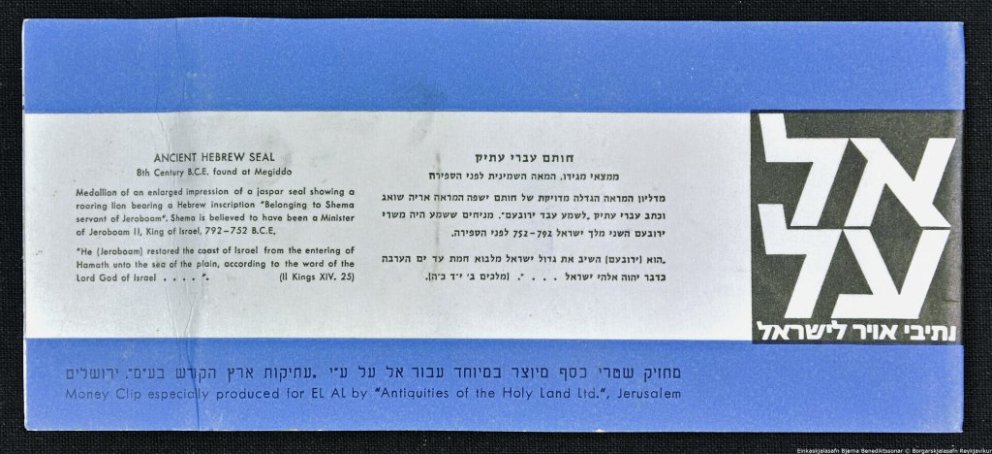 ANCIENT HEBREW SEAL
8th Century B.C.E. found at Megiddo
Medallion of an enlarged impression of a jaspar seal showing a
roaring lion bearing a Hebrew inscription "Belonging to Shema
servant of Jeroboam". Shema is believed to have been a Minister
of Jeroboam II, King of Israel, 792–752 B.C.E.
"He (Jeroboam) restored the coast of Israel from the entering of
Hamath unto the sea of the plain, according to the word of the
Lord God of Israel . . . . ". (II Kings XIV. 25)
חותם עברי עתיק
ממצאי מגידו, המאה השמינית לפני הספירה
מדליון המראה הגדלה מדויקת של חותם ישפה המראה אריה שואג
וכתב עברי עתיק „לשמע עבד ירובעם". מניחים ששמע היה משרי
ירובעם השני מלך ישראל 792–752 לפני הספירה.
„הוא (ירובעם) השיב את גדול ישראל מלבוא חמת עד ים הערבה
כדבר יהוה אלהי ישראל . . . . ". (מלכים ב' י"ד כ"ה).
אל
על
נתיבי אויר לישראל
מחזיק שטרי כסף מיוצר במיוחד עבור אל על ע"י „עתיקות ארץ הקודש בע"מ", ירושלים
Money Clip especially produced for EL AL by "Antiquities of the Holy Land Ltd.", Jerusalem
Einkaskjalasafn Bjarna Benediktssonar © Borgarskjalasafn Reykjavíkur